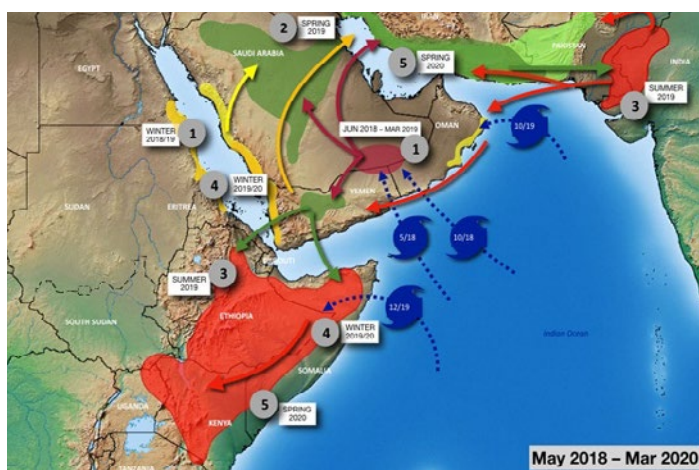 2
SPRING
2019
IRAN
SAUDI ARABIA
EGYPT
5
SPRING
2020
PAKISTAN
INDIA
3
SUMMER
2019
OMAN
10/19
JUN 2018 – MAR 2019
1
WINTER
2018/19
1
4
WINTER
2019/20
YEMEN
SUDAN
ERITREA
5/18
10/18
DJIBOUTI
SUMMER
2019
3
ETHIOPIA
12/19
SOUTH SUDAN
4
WINTER
2019/20
Indian Ocean
SOMALIA
UGANDA
KENYA
5
SPRING
2020
TANZANIA
May 2018 – Mar 2020